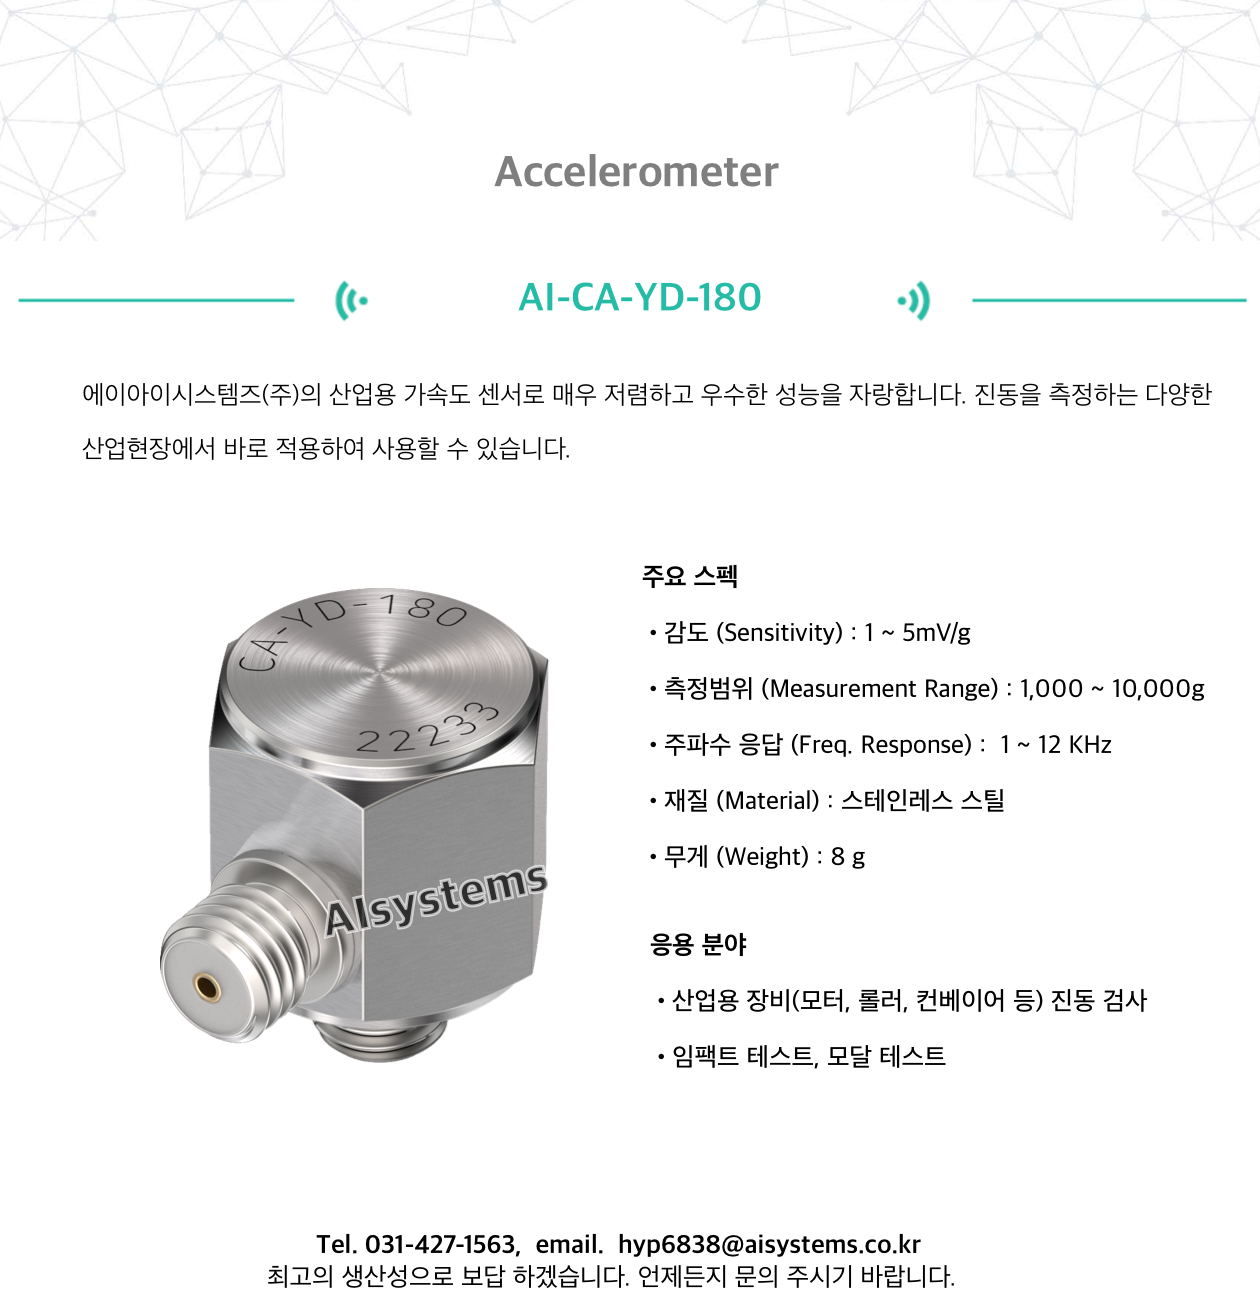 Accelerometer
AI-CA-YD-180
에이아이시스템즈(주)의 산업용 가속도 센서로 매우 저렴하고 우수한 성능을 자랑합니다. 진동을 측정하는 다양한
산업현장에서 바로 적용하여 사용할 수 있습니다.
CA-YD-180
22233
AIsystems
주요 스펙
• 감도 (Sensitivity) : 1 ~ 5mV/g
• 측정범위 (Measurement Range) : 1,000 ~ 10,000g
• 주파수 응답 (Freq. Response) : 1 ~ 12 KHz
• 재질 (Material) : 스테인레스 스틸
• 무게 (Weight) : 8 g
응용 분야
• 산업용 장비(모터, 롤러, 컨베이어 등) 진동 검사
• 임팩트 테스트, 모달 테스트
Tel. 031-427-1563, email. hyp6838@aisystems.co.kr
최고의 생산성으로 보답 하겠습니다. 언제든지 문의 주시기 바랍니다.